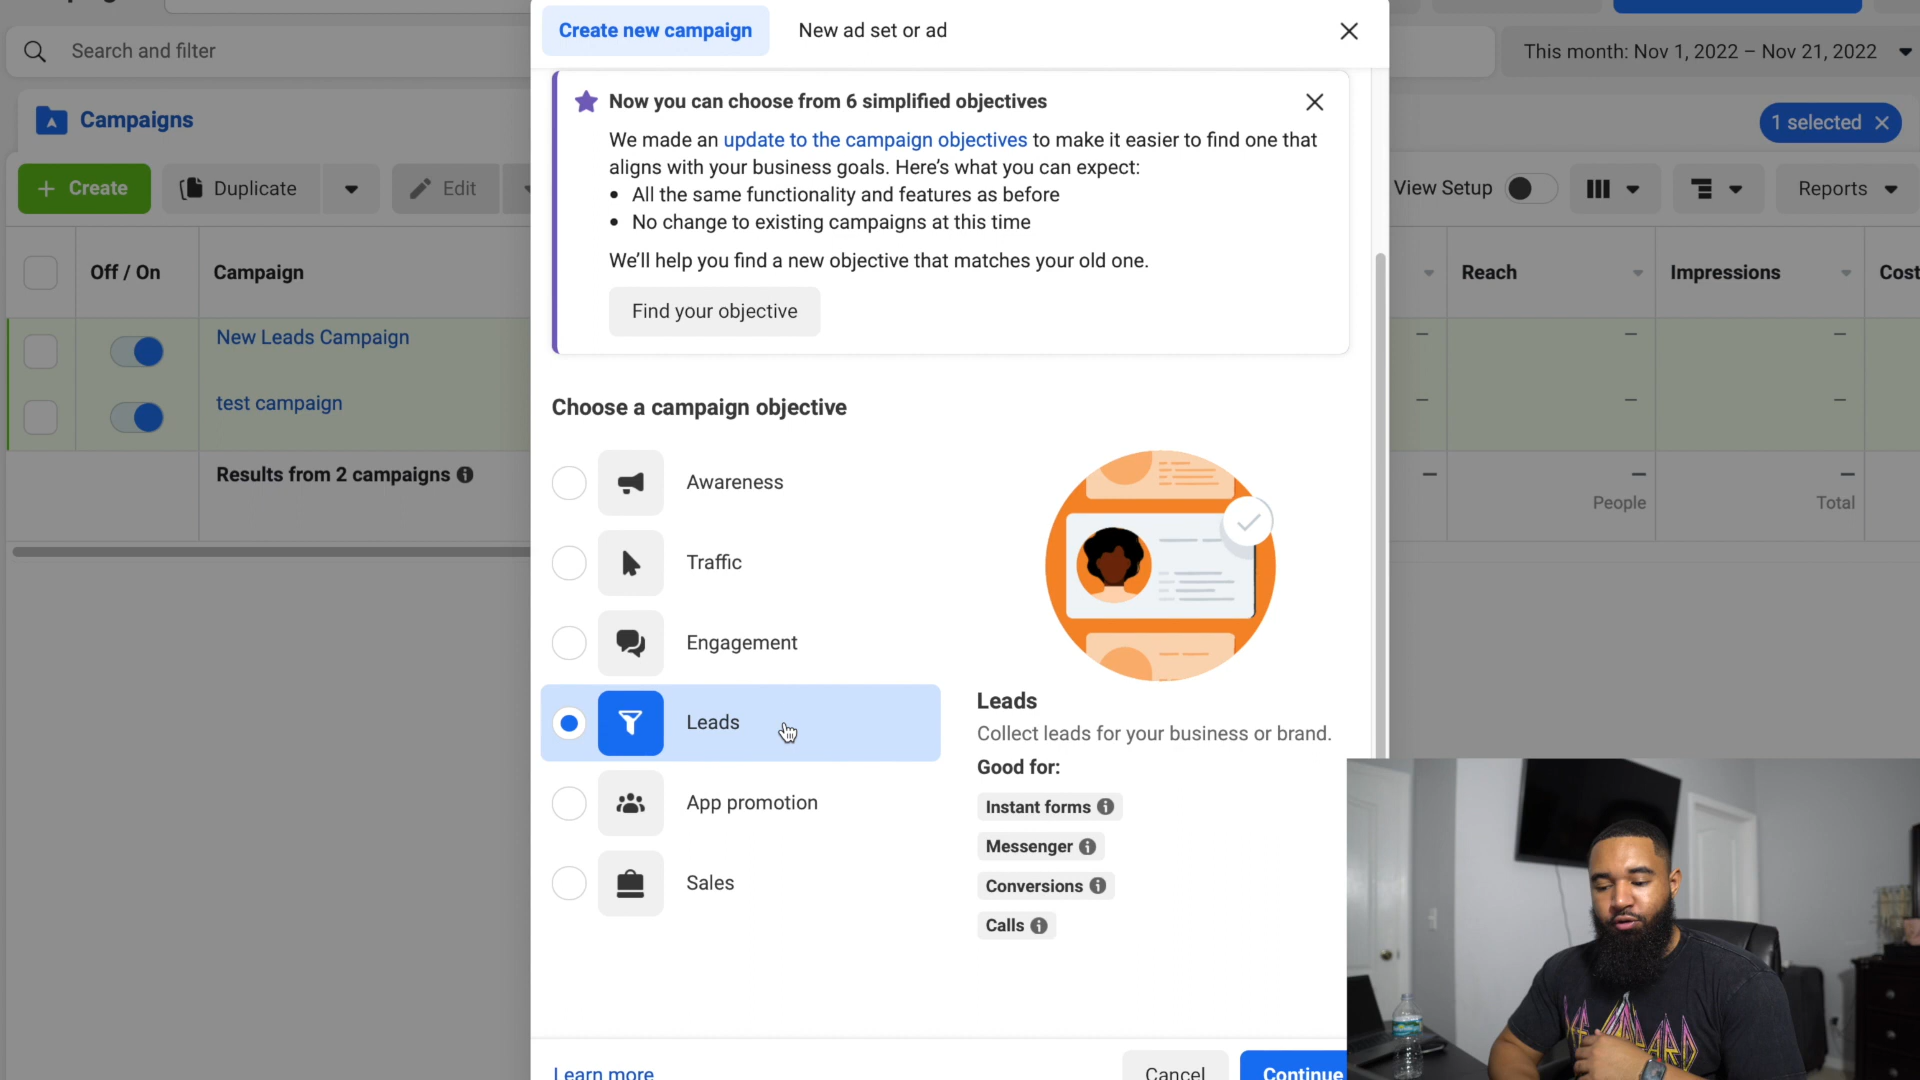 Create new campaign
New ad set or ad
Search and filter
This month: Nov 1, 2022 – Nov 21, 2022
Campaigns
1 selected
Create
Duplicate
Edit
View Setup
Reports
Off / On
Campaign
Reach
Impressions
Cost
New Leads Campaign
test campaign
Results from 2 campaigns
People
Total
Now you can choose from 6 simplified objectives
We made an update to the campaign objectives to make it easier to find one that
aligns with your business goals. Here's what you can expect:
• All the same functionality and features as before
• No change to existing campaigns at this time
We'll help you find a new objective that matches your old one.
Find your objective
Choose a campaign objective
Awareness
Traffic
Engagement
Leads
App promotion
Sales
Leads
Collect leads for your business or brand.
Good for:
Instant forms
Messenger
Conversions
Calls
Learn more
Cancel
Continue